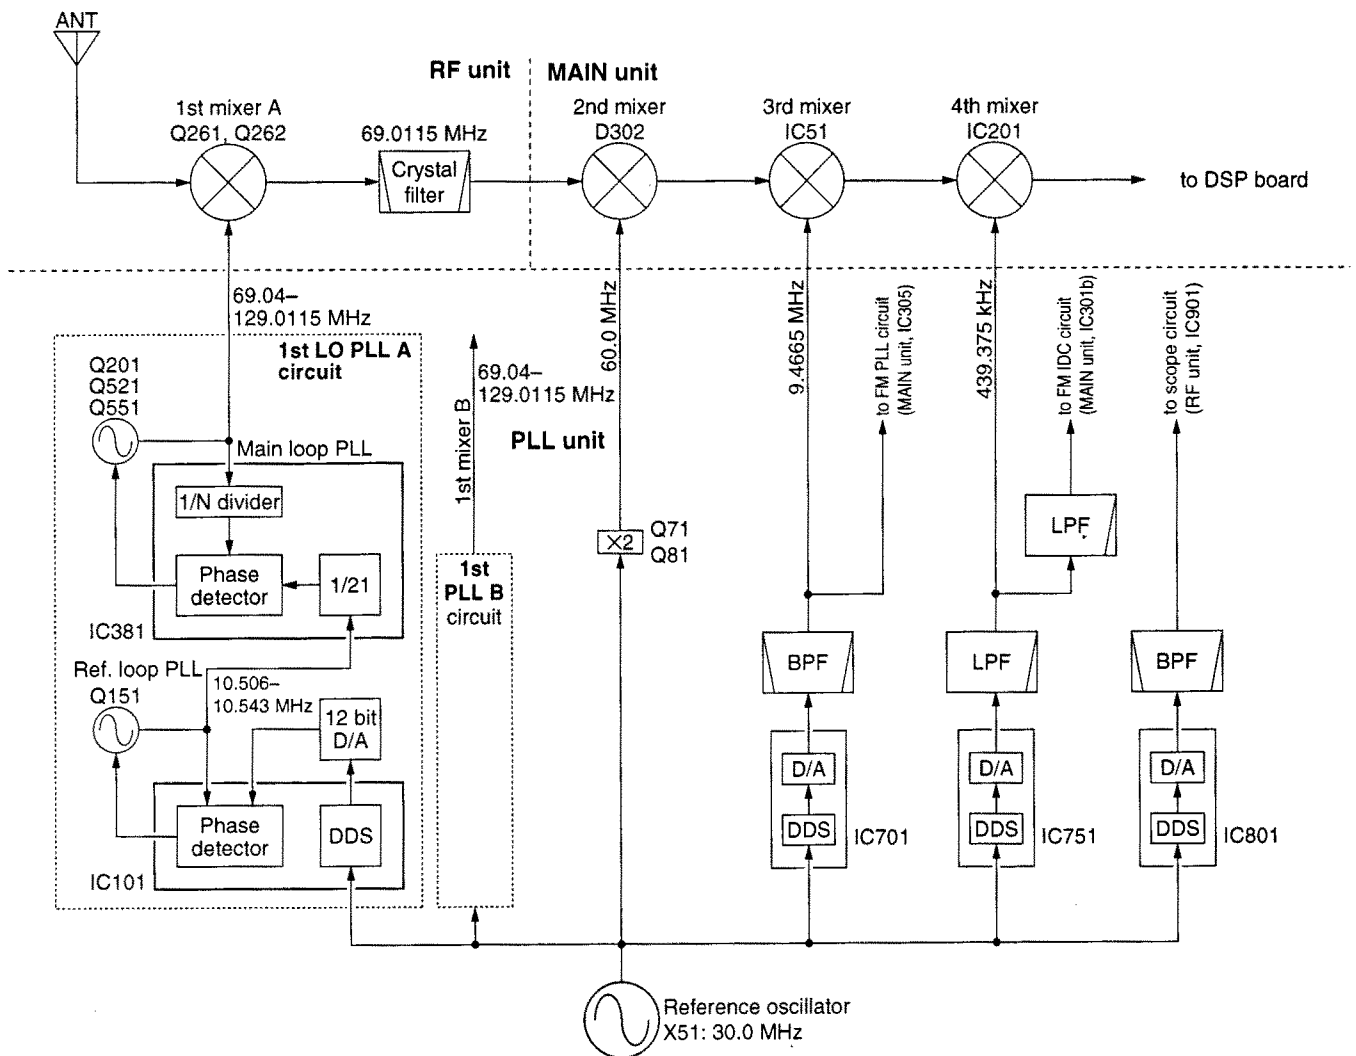 ANT
RF unit
MAIN unit
1st mixer A
Q261, Q262
69.0115 MHz
Crystal
filter
2nd mixer
D302
3rd mixer
IC51
4th mixer
IC201
to DSP board
69.04–
129.0115 MHz
1st LO PLL A
circuit
Q201
Q521
Q551
Main loop PLL
1/N divider
Phase
detector
1/21
IC381
Ref. loop PLL
Q151
10.506–
10.543 MHz
12 bit
D/A
Phase
detector
DDS
IC101
1st mixer B
69.04–
129.0115 MHz
1st
PLL B
circuit
PLL unit
60.0 MHz
X2
Q71
Q81
9.4665 MHz
to FM PLL circuit
(MAIN unit, IC305)
BPF
D/A
DDS
IC701
439.375 kHz
to FM IDC circuit
(MAIN unit, IC301b)
LPF
LPF
D/A
DDS
IC751
to scope circuit
(RF unit, IC901)
BPF
D/A
DDS
IC801
Reference oscillator
X51: 30.0 MHz